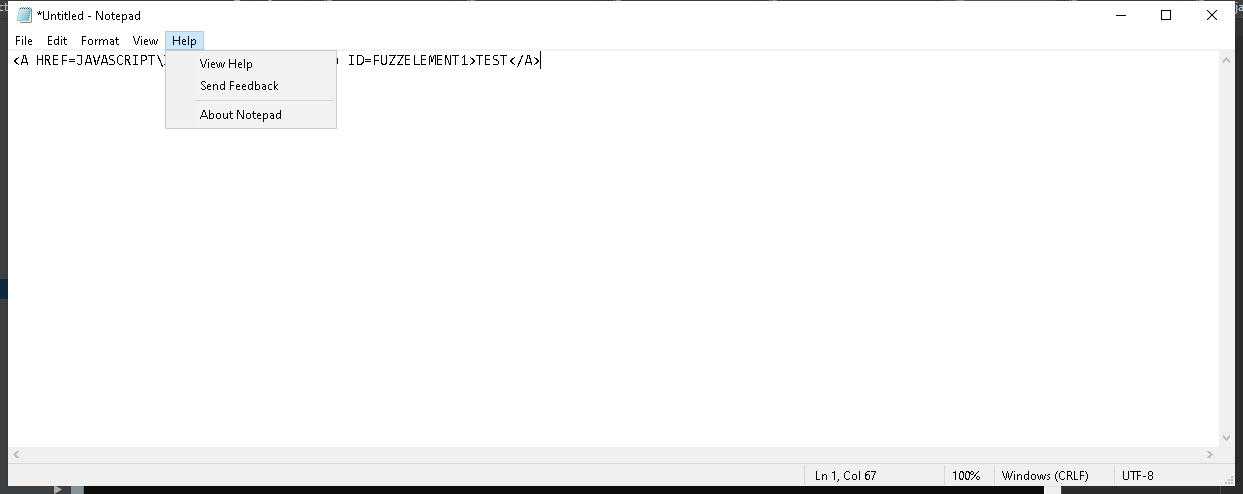 *Untitled - Notepad
File Edit Format View Help
<A HREF=JAVASCRIPT\ ID=FUZZELEMENT1>TEST</A>
View Help
Send Feedback
About Notepad
Ln 1, Col 67 100% Windows (CRLF) UTF-8